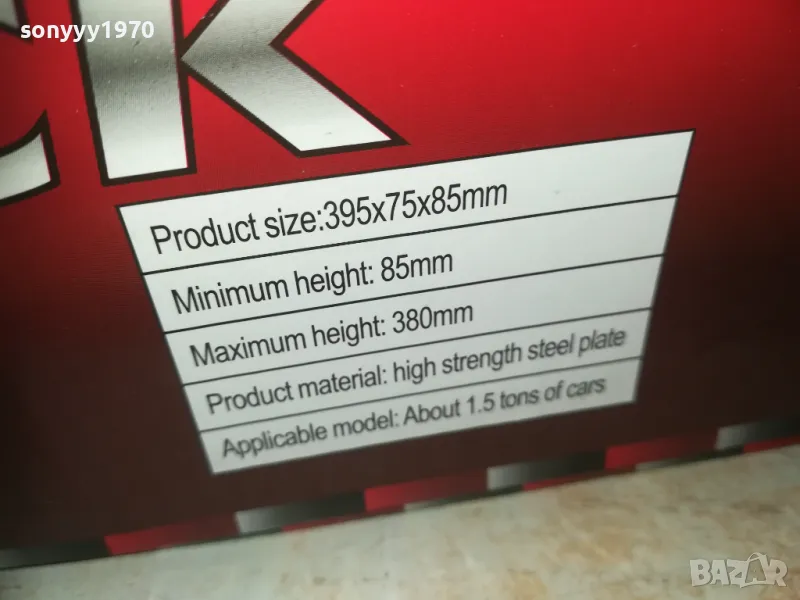 sonyyy1970
CK
Product size:395x75x85mm
Minimum height: 85mm
Maximum height: 380mm
Product material: high strength steel plate
Applicable model: About 1.5 tons of cars
BAZAR